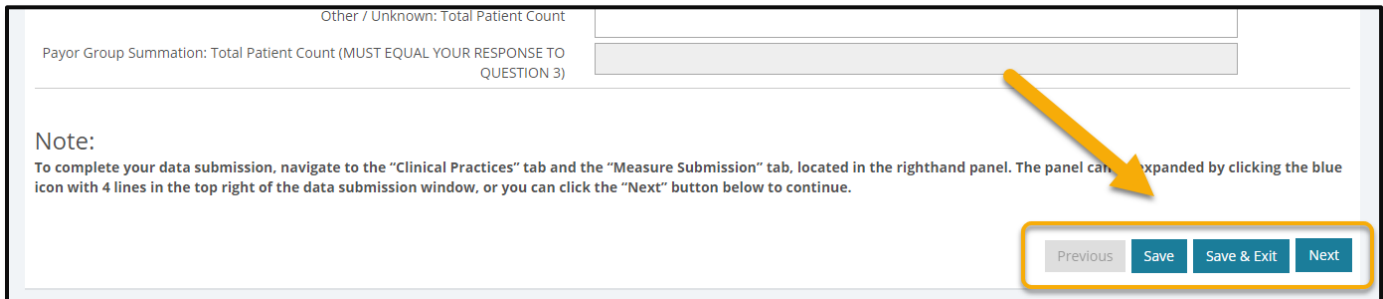 Other / Unknown: Total Patient Count
Payor Group Summation: Total Patient Count (MUST EQUAL YOUR RESPONSE TO
QUESTION 3)
Note:
To complete your data submission, navigate to the “Clinical Practices” tab and the “Measure Submission” tab, located in the righthand panel. The panel can expanded by clicking the blue
icon with 4 lines in the top right of the data submission window, or you can click the “Next” button below to continue.
Previous Save Save & Exit Next